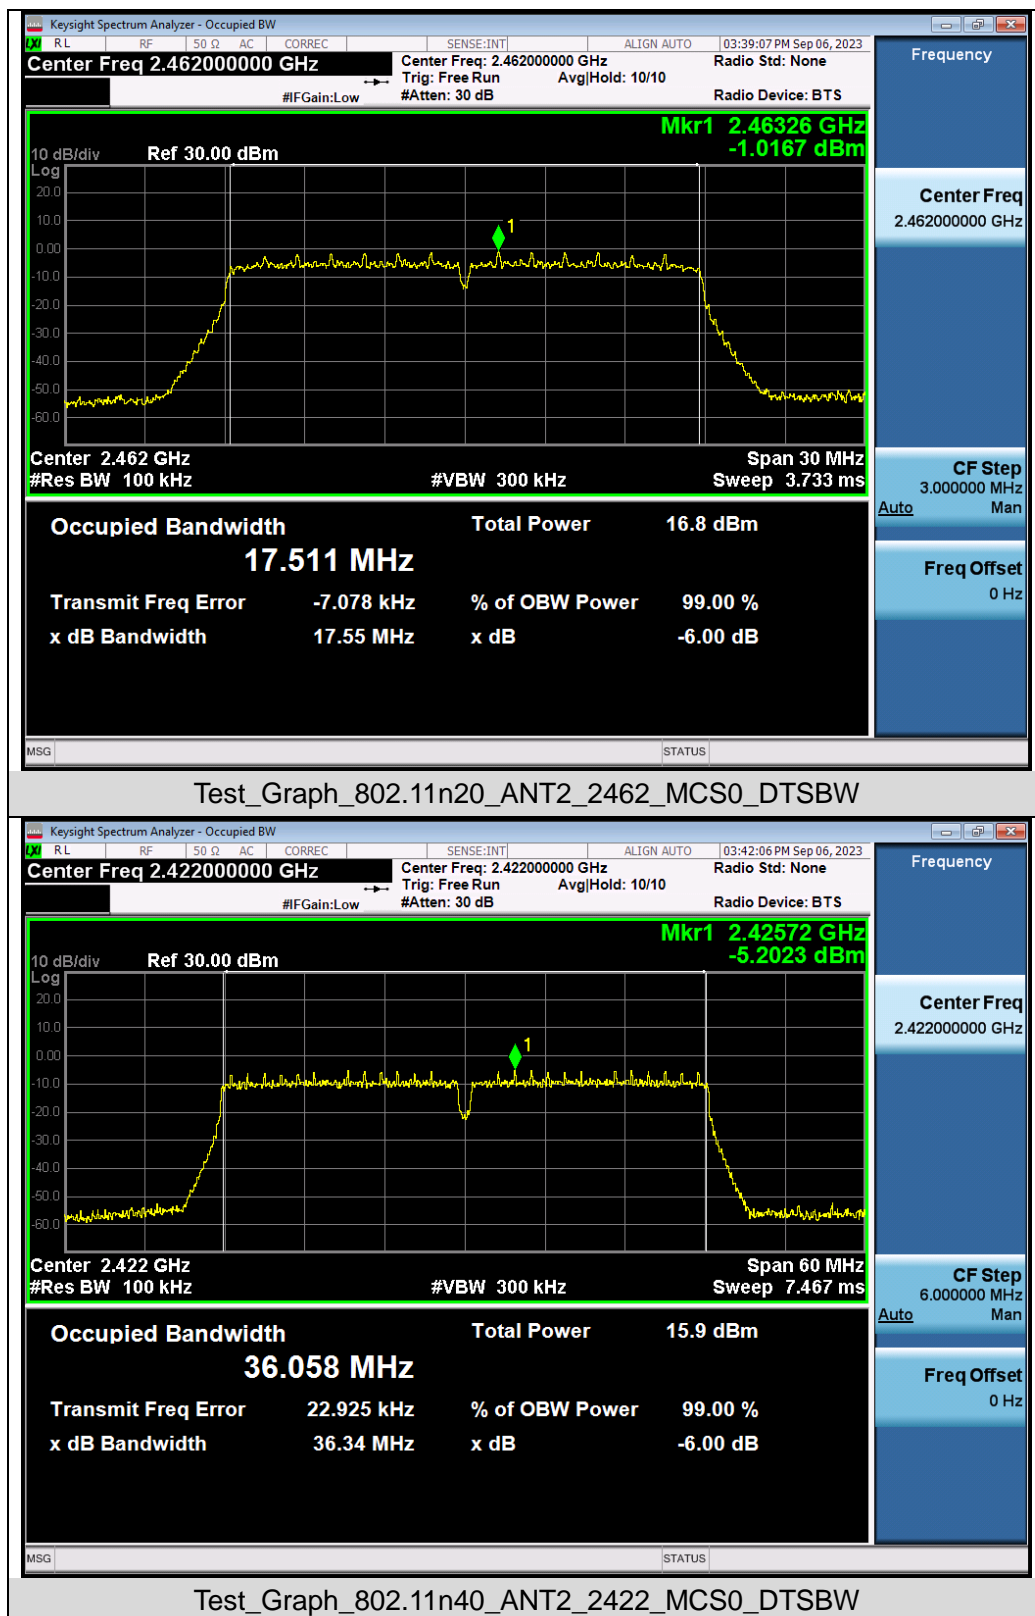 Keysight Spectrum Analyzer - Occupied BW
LXI RL RF 50 Ω AC CORREC SENSE:INT ALIGN AUTO 03:39:07 PM Sep 06, 2023
Center Freq 2.462000000 GHz
Center Freq: 2.462000000 GHz
Radio Std: None
Trig: Free Run Avg|Hold: 10/10
#IFGain:Low
#Atten: 30 dB
Radio Device: BTS
Frequency
Mkr1 2.46326 GHz
-1.0167 dBm
10 dB/div Ref 30.00 dBm
Log
20.0
10.0
0.00
-10.0
-20.0
-30.0
-40.0
-50.0
-60.0
1
Center 2.462 GHz
Span 30 MHz
#Res BW 100 kHz
#VBW 300 kHz
Sweep 3.733 ms
Center Freq
2.462000000 GHz
CF Step
3.000000 MHz
Auto Man
Freq Offset
0 Hz
Occupied Bandwidth
Total Power 16.8 dBm
17.511 MHz
Transmit Freq Error -7.078 kHz % of OBW Power 99.00 %
x dB Bandwidth 17.55 MHz x dB -6.00 dB
MSG STATUS
Test_Graph_802.11n20_ANT2_2462_MCS0_DTSBW
Keysight Spectrum Analyzer - Occupied BW
LXI RL RF 50 Ω AC CORREC SENSE:INT ALIGN AUTO 03:42:06 PM Sep 06, 2023
Center Freq 2.422000000 GHz
Center Freq: 2.422000000 GHz
Radio Std: None
Trig: Free Run Avg|Hold: 10/10
#IFGain:Low
#Atten: 30 dB
Radio Device: BTS
Frequency
Mkr1 2.42572 GHz
-5.2023 dBm
10 dB/div Ref 30.00 dBm
Log
20.0
10.0
0.00
-10.0
-20.0
-30.0
-40.0
-50.0
-60.0
1
Center 2.422 GHz
Span 60 MHz
#Res BW 100 kHz
#VBW 300 kHz
Sweep 7.467 ms
Center Freq
2.422000000 GHz
CF Step
6.000000 MHz
Auto Man
Freq Offset
0 Hz
Occupied Bandwidth
Total Power 15.9 dBm
36.058 MHz
Transmit Freq Error 22.925 kHz % of OBW Power 99.00 %
x dB Bandwidth 36.34 MHz x dB -6.00 dB
MSG STATUS
Test_Graph_802.11n40_ANT2_2422_MCS0_DTSBW